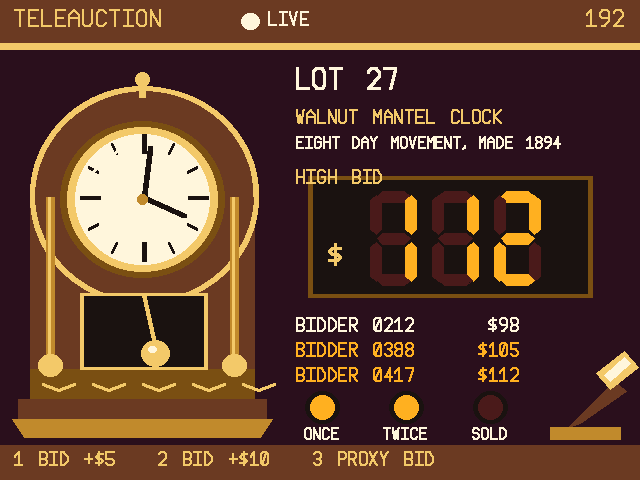 TELEAUCTION LIVE 192
LOT 27
WALNUT MANTEL CLOCK
EIGHT DAY MOVEMENT, MADE 1894
HIGH BID
$ 112
BIDDER 0212 $98
BIDDER 0388 $105
BIDDER 0417 $112
ONCE TWICE SOLD
1 BID +$5 2 BID +$10 3 PROXY BID